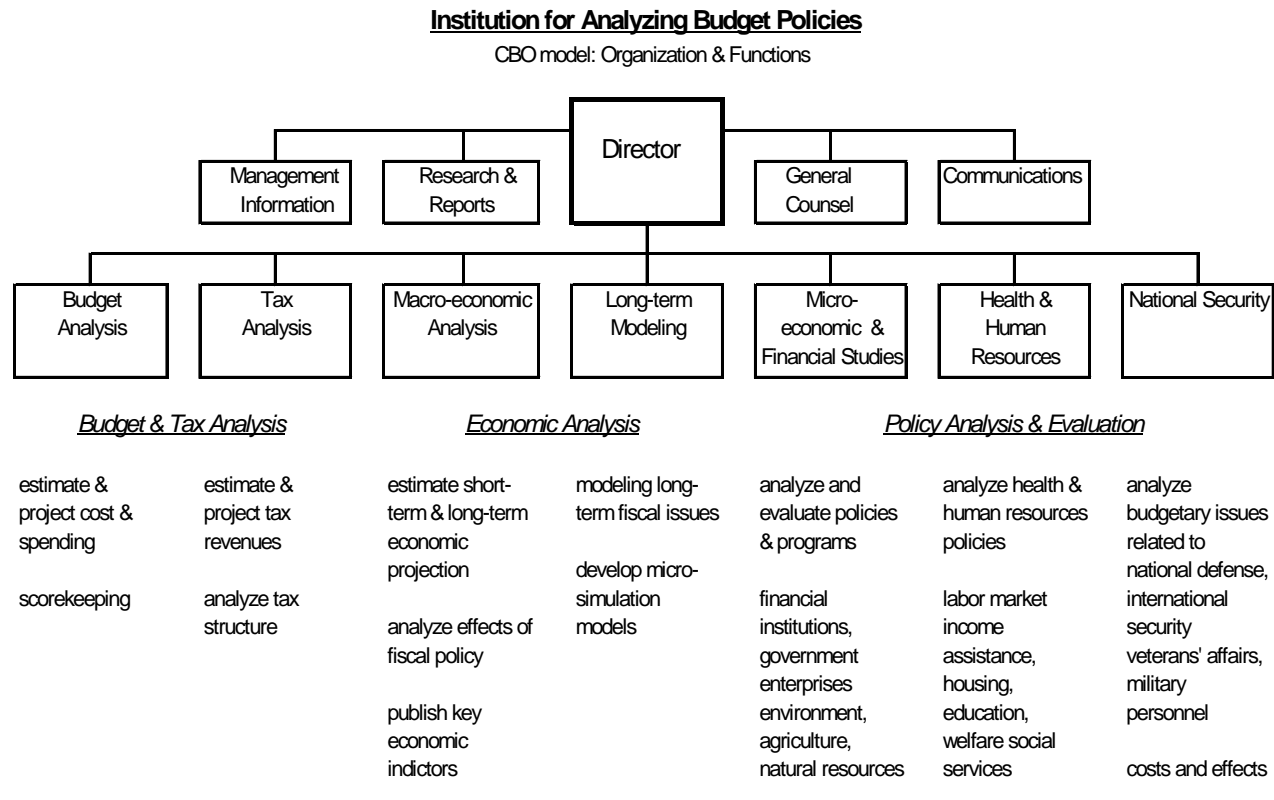 Institution for Analyzing Budget Policies
CBO model: Organization & Functions
Director
Management
Information
Research &
Reports
General
Counsel
Communications
Budget
Analysis
Tax
Analysis
Macro-economic
Analysis
Long-term
Modeling
Micro-
economic &
Financial Studies
Health &
Human
Resources
National Security
Budget & Tax Analysis
Economic Analysis
Policy Analysis & Evaluation
estimate &
project cost &
spending
scorekeeping
estimate &
project tax
revenues
analyze tax
structure
estimate short-
term & long-term
economic
projection
analyze effects of
fiscal policy
publish key
economic
indictors
modeling long-
term fiscal issues
develop micro-
simulation
models
analyze and
evaluate policies
& programs
financial
institutions,
government
enterprises
environment,
agriculture,
natural resources
analyze health &
human resources
policies
labor market
income
assistance,
housing,
education,
welfare social
services
analyze
budgetary issues
related to
national defense,
international
security
veterans' affairs,
military
personnel
costs and effects